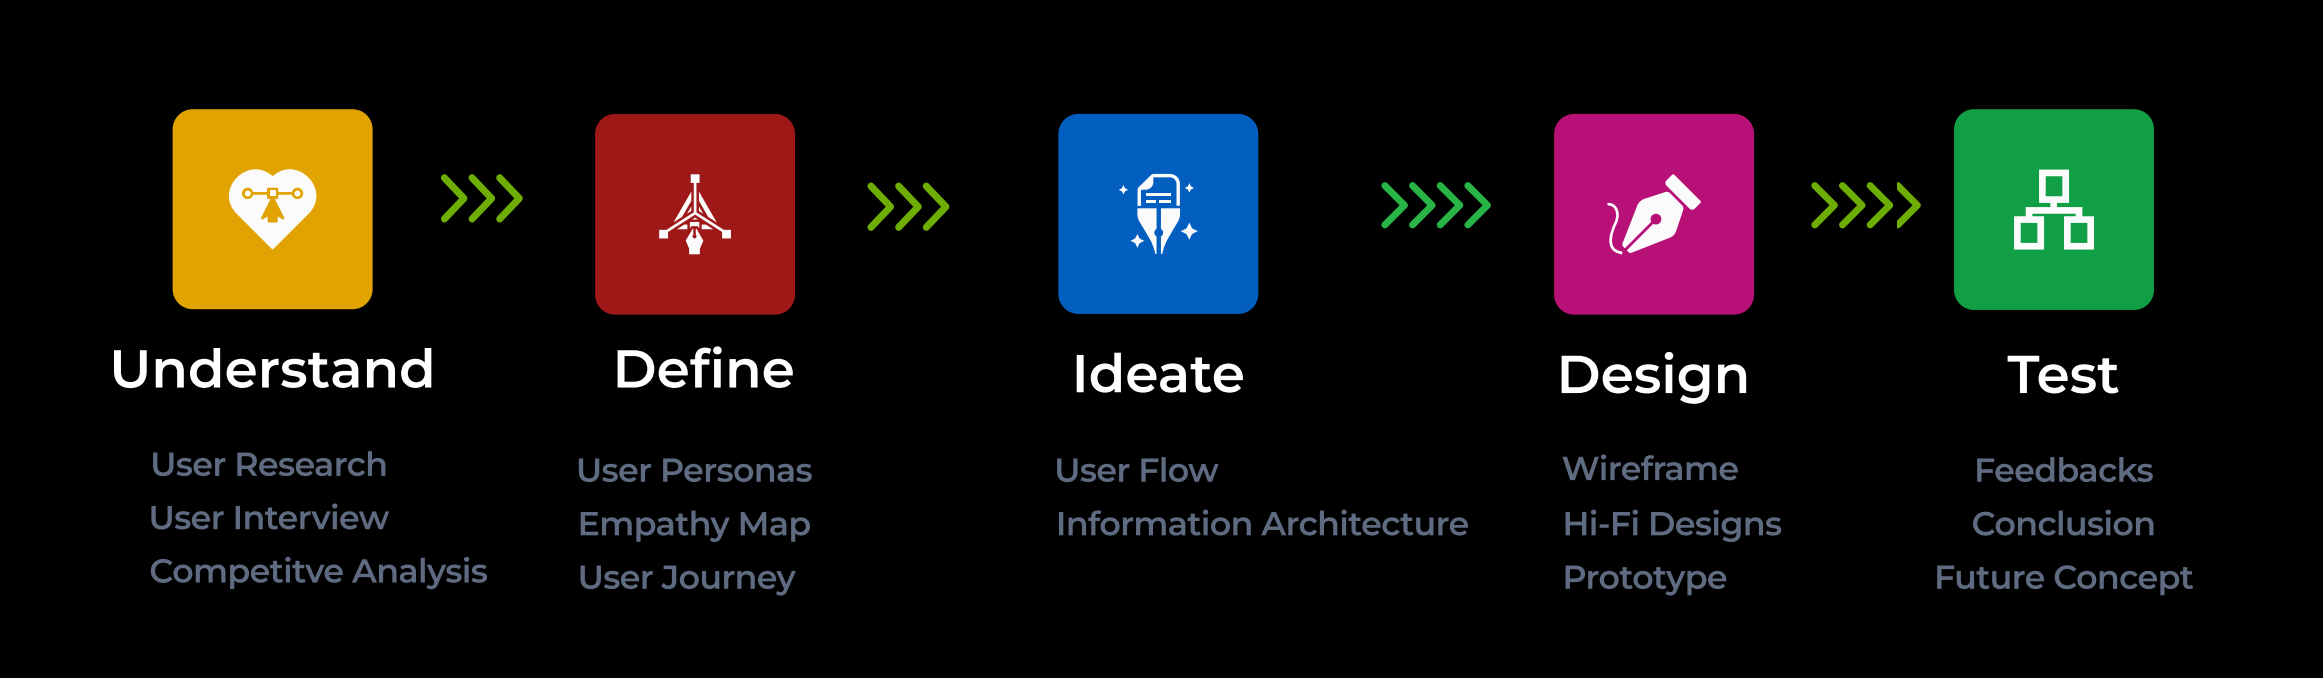 Understand
User Research
User Interview
Competitve Analysis
Define
User Personas
Empathy Map
User Journey
Ideate
User Flow
Information Architecture
Design
Wireframe
Hi-Fi Designs
Prototype
Test
Feedbacks
Conclusion
Future Concept